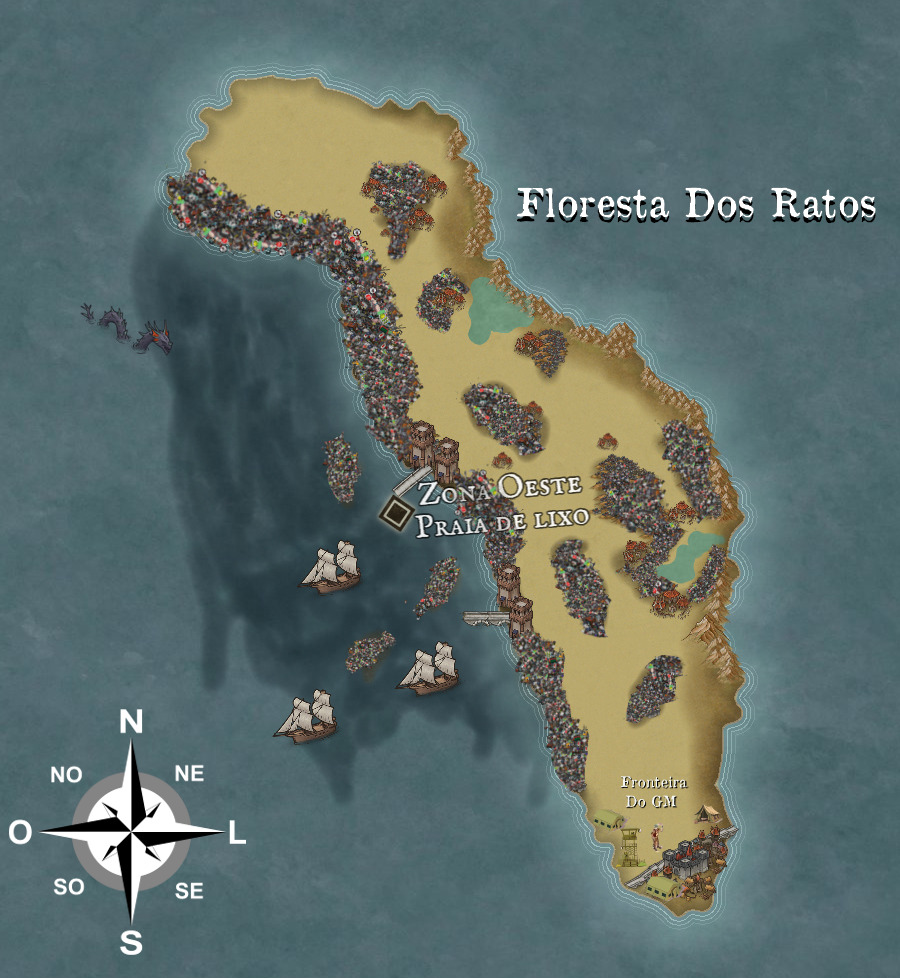 Floresta Dos Ratos
Zona Oeste
Praia de lixo
Fronteira
Do GM
N
NO
NE
O
L
SO
SE
S